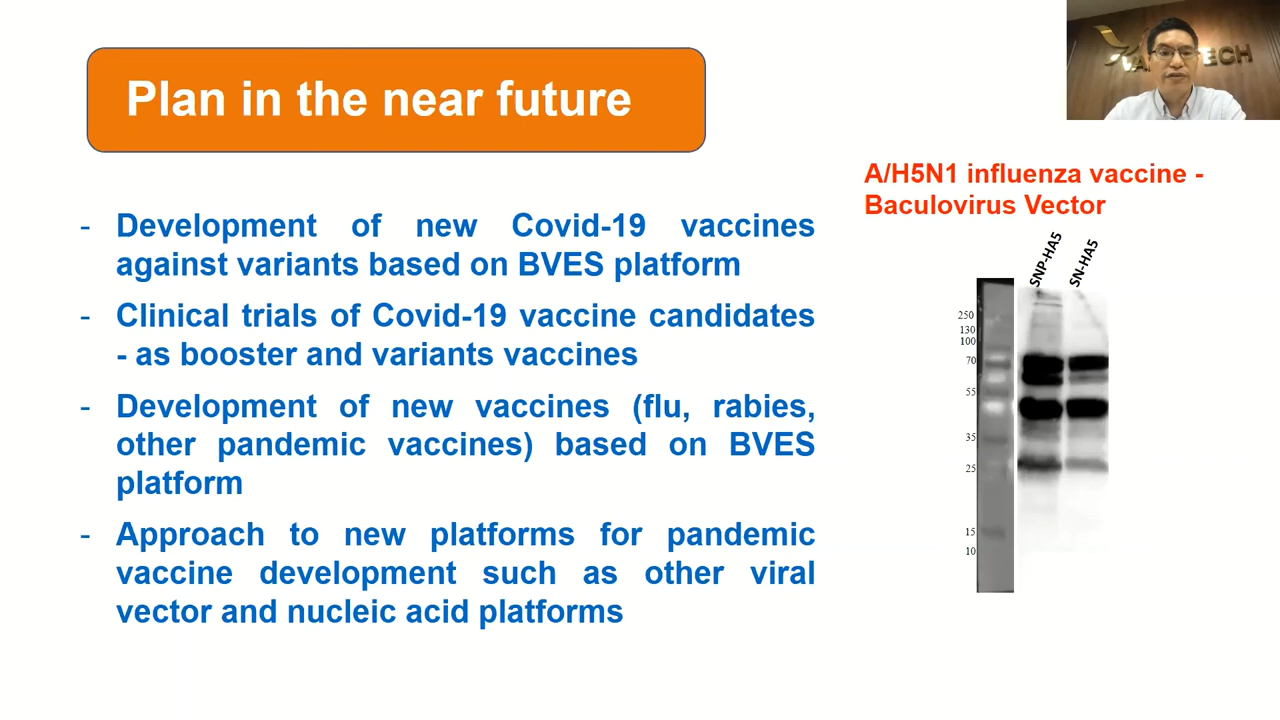 Plan in the near future
A/H5N1 influenza vaccine -
Baculovirus Vector
- Development of new Covid-19 vaccines
against variants based on BVES platform
- Clinical trials of Covid-19 vaccine candidates
- as booster and variants vaccines
- Development of new vaccines (flu, rabies,
other pandemic vaccines) based on BVES
platform
- Approach to new platforms for pandemic
vaccine development such as other viral
vector and nucleic acid platforms
SNP-HA5
SN-HA5
250
130
100
70
55
35
25
15
10